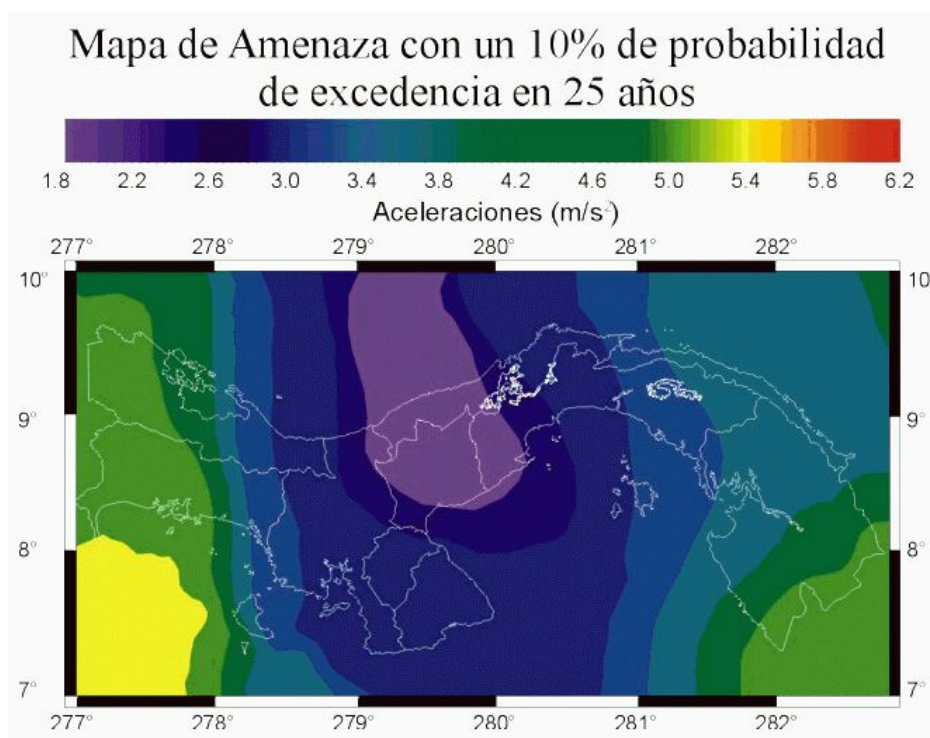 Mapa de Amenaza con un 10% de probabilidad
de excedencia en 25 años
1.8 2.2 2.6 3.0 3.4 3.8 4.2 4.6 5.0 5.4 5.8 6.2
Aceleraciones (m/s²)
277° 278° 279° 280° 281° 282°
10° 10
9° 9°
8° 8°
7° 7°
277° 278° 279° 280° 281° 282°